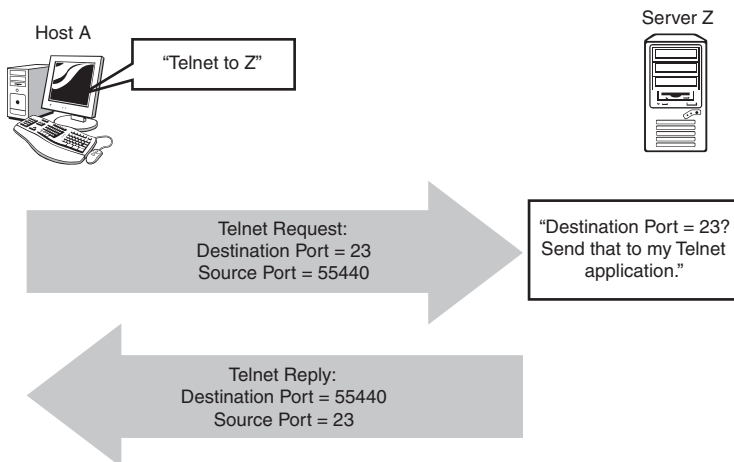 Host A
“Telnet to Z”
Server Z
Telnet Request:
Destination Port = 23
Source Port = 55440
“Destination Port = 23?
Send that to my Telnet
application.”
Telnet Reply:
Destination Port = 55440
Source Port = 23